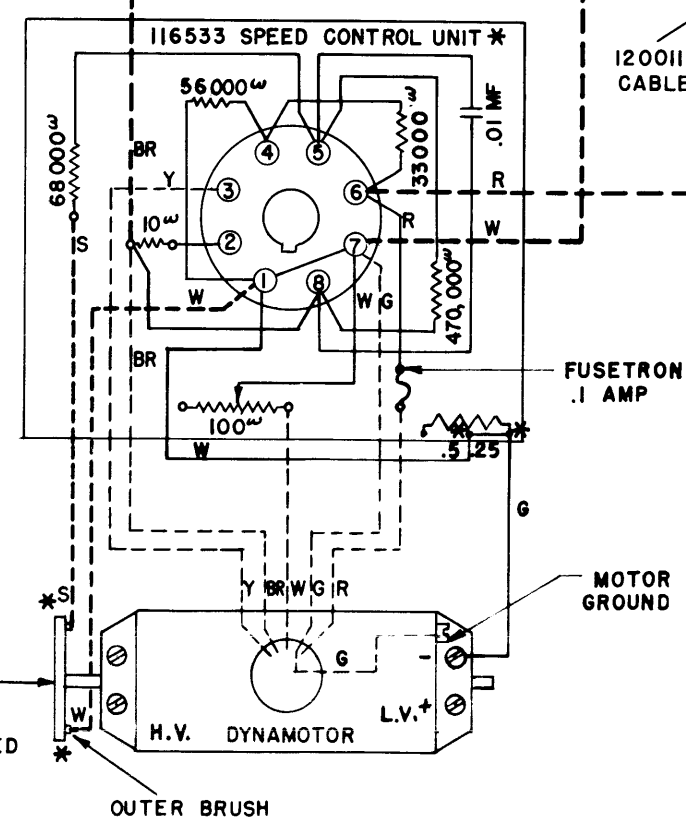 116533 SPEED CONTROL UNIT *
120011
CABLE
56000ω
68000ω
33000ω
.01 MF
BR
Y
4
5
3
6
R
10ω
2
7
R
W
S
1
8
W
W G
470,000ω
BR
FUSETRON
.1 AMP
100ω
W
* *
.5 .25
G
Y BR W G R
MOTOR
GROUND
* S
G
-
W
L.V. +
H.V. DYNAMOTOR
ED
*
OUTER BRUSH